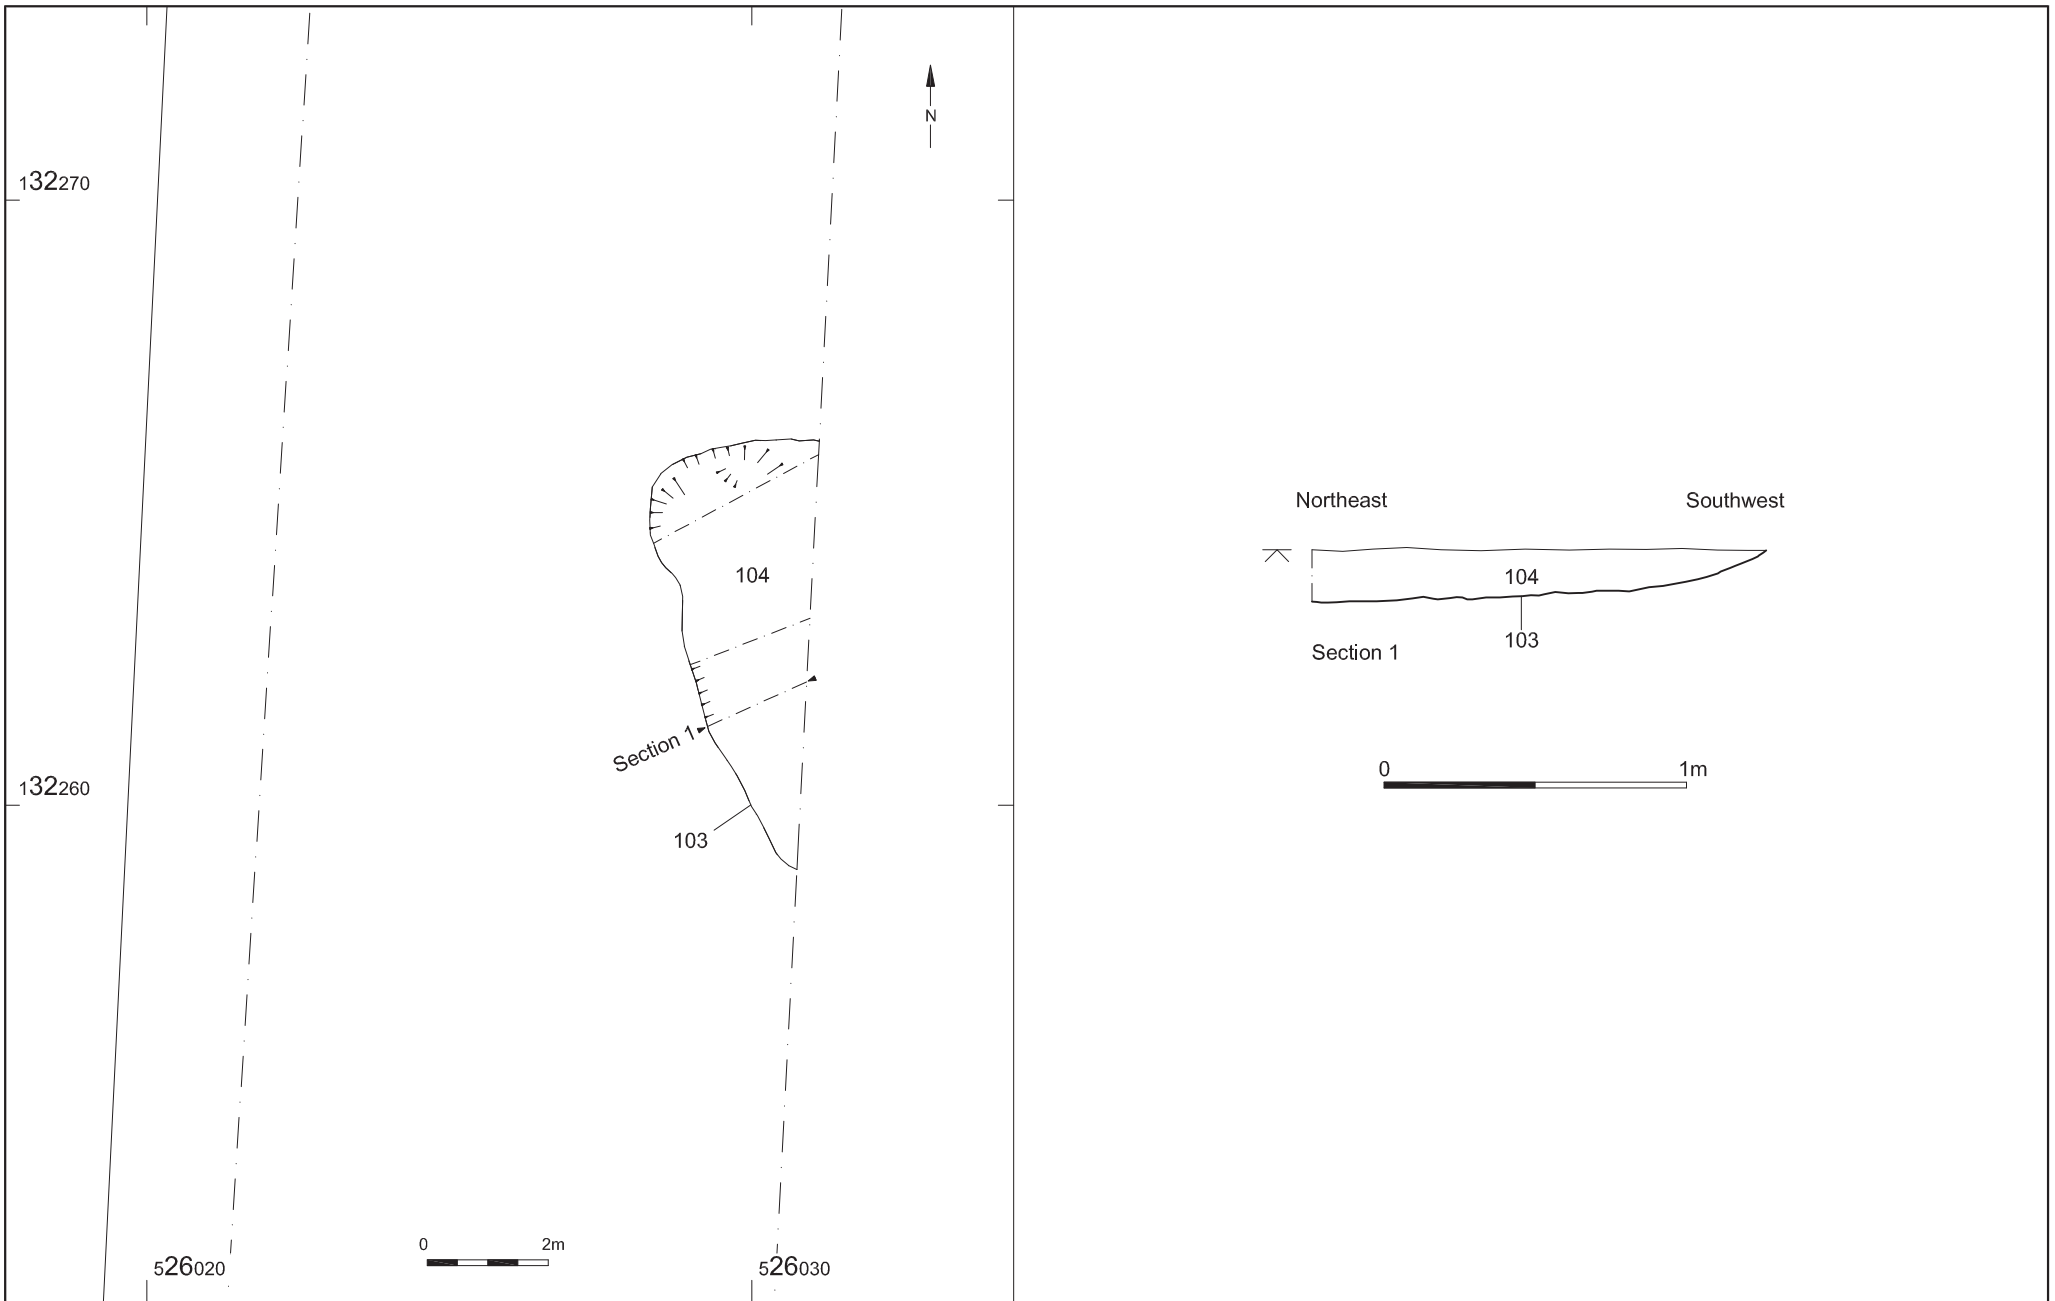 N
132270
104
Section 1
132260
103
0 2m
526020
526030
Northeast Southwest
104
103
Section 1
0 1m